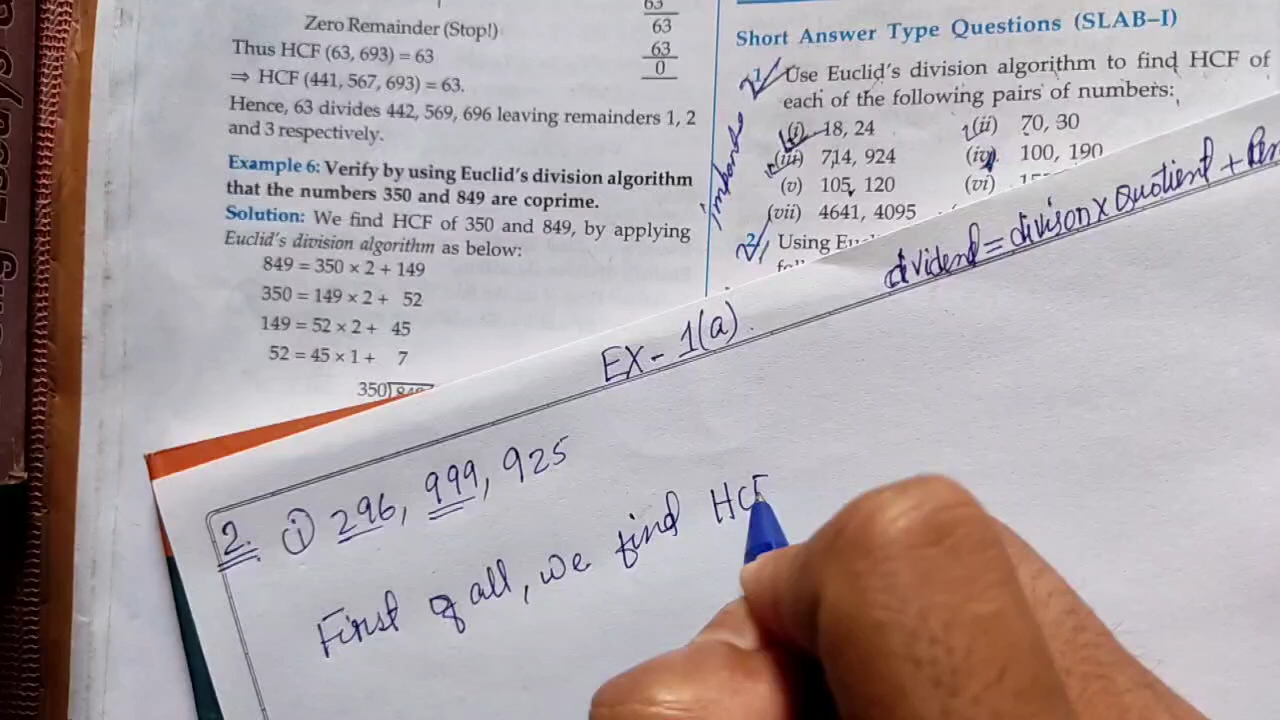 63
Zero Remainder (Stop!)
63
Thus HCF (63, 693) = 63
63
⇒ HCF (441, 567, 693) = 63.
0
Hence, 63 divides 442, 569, 696 leaving remainders 1, 2
and 3 respectively.
Example 6: Verify by using Euclid's division algorithm
that the numbers 350 and 849 are coprime.
Solution: We find HCF of 350 and 849, by applying
Euclid's division algorithm as below:
849 = 350 × 2 + 149
350 = 149 × 2 + 52
149 = 52 × 2 + 45
52 = 45 × 1 + 7
350)849
Short Answer Type Questions (SLAB–I)
1. Use Euclid's division algorithm to find HCF of
each of the following pairs of numbers:
(i) 18, 24 (ii) 70, 30
(iii) 714, 924 (iv) 100, 190
(v) 105, 120 (vi)
(vii) 4641, 4095
2. Using
dividend = divison × Quotient +
EX - 1(a).
2. (i) 296, 999, 925
First of all, we find HCF